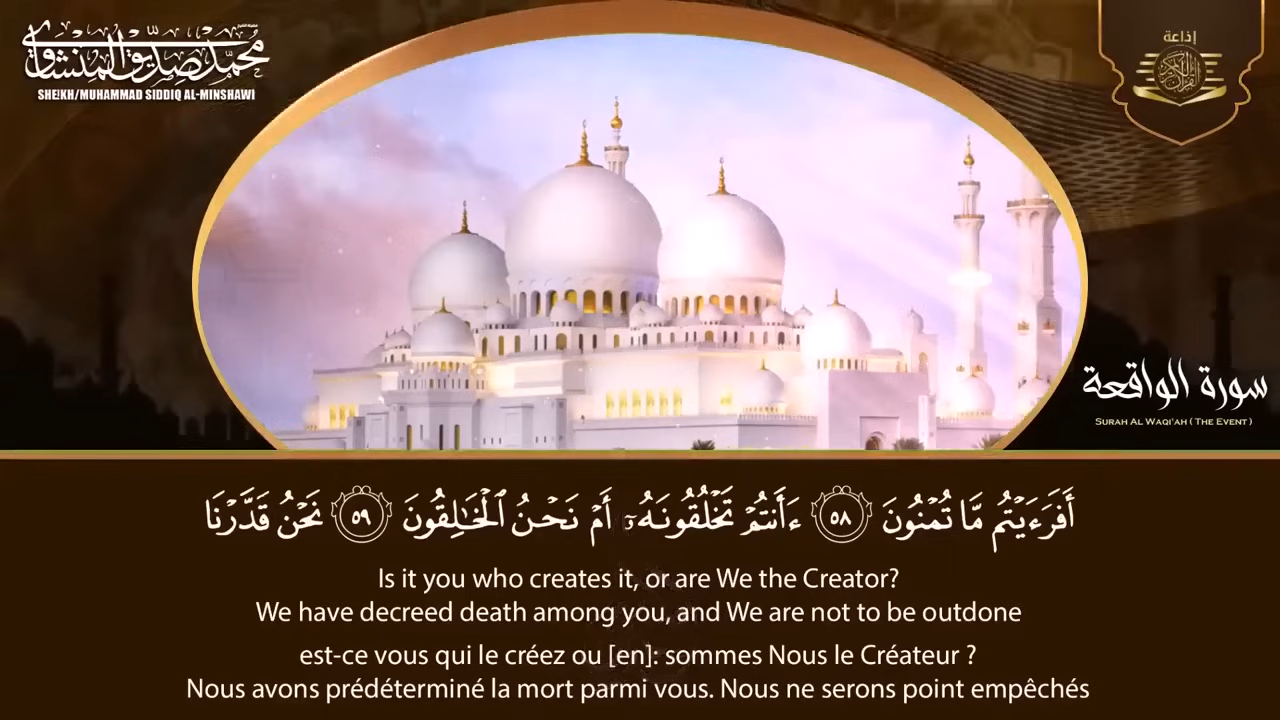 محمد صديق المنشاوي
SHEIKH/MUHAMMAD SIDDIQ AL-MINSHAWI
إذاعة
القرآن الكريم
سورة الواقعة
SURAH AL WAQI'AH ( THE EVENT )
أَفَرَءَيْتُم مَّا تُمْنُونَ ٥٨ ءَأَنتُمْ تَخْلُقُونَهُۥٓ أَمْ نَحْنُ ٱلْخَٰلِقُونَ ٥٩ نَحْنُ قَدَّرْنَا
Is it you who creates it, or are We the Creator?
We have decreed death among you, and We are not to be outdone
est-ce vous qui le créez ou [en]: sommes Nous le Créateur ?
Nous avons prédéterminé la mort parmi vous. Nous ne serons point empêchés